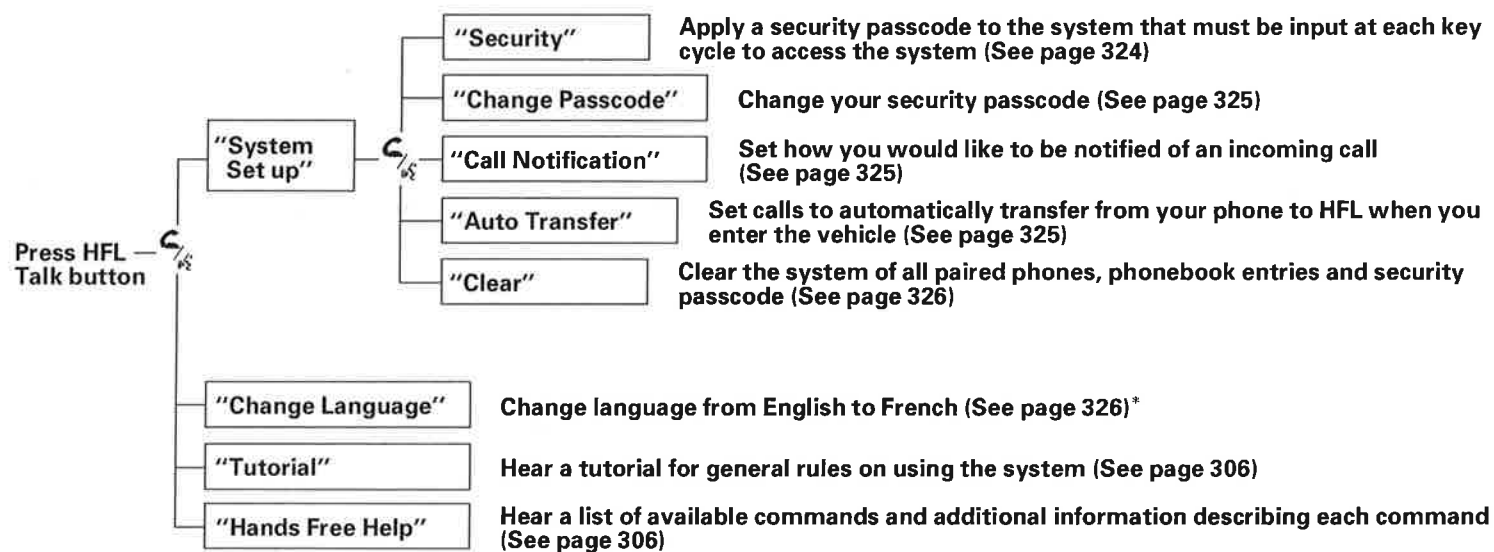 "Security"
Apply a security passcode to the system that must be input at each key
cycle to access the system (See page 324)
"Change Passcode"
Change your security passcode (See page 325)
"System
Set up"
"Call Notification"
Set how you would like to be notified of an incoming call
(See page 325)
"Auto Transfer"
Set calls to automatically transfer from your phone to HFL when you
enter the vehicle (See page 325)
Press HFL
Talk button
"Clear"
Clear the system of all paired phones, phonebook entries and security
passcode (See page 326)
"Change Language"
Change language from English to French (See page 326)*
"Tutorial"
Hear a tutorial for general rules on using the system (See page 306)
"Hands Free Help"
Hear a list of available commands and additional information describing each command
(See page 306)